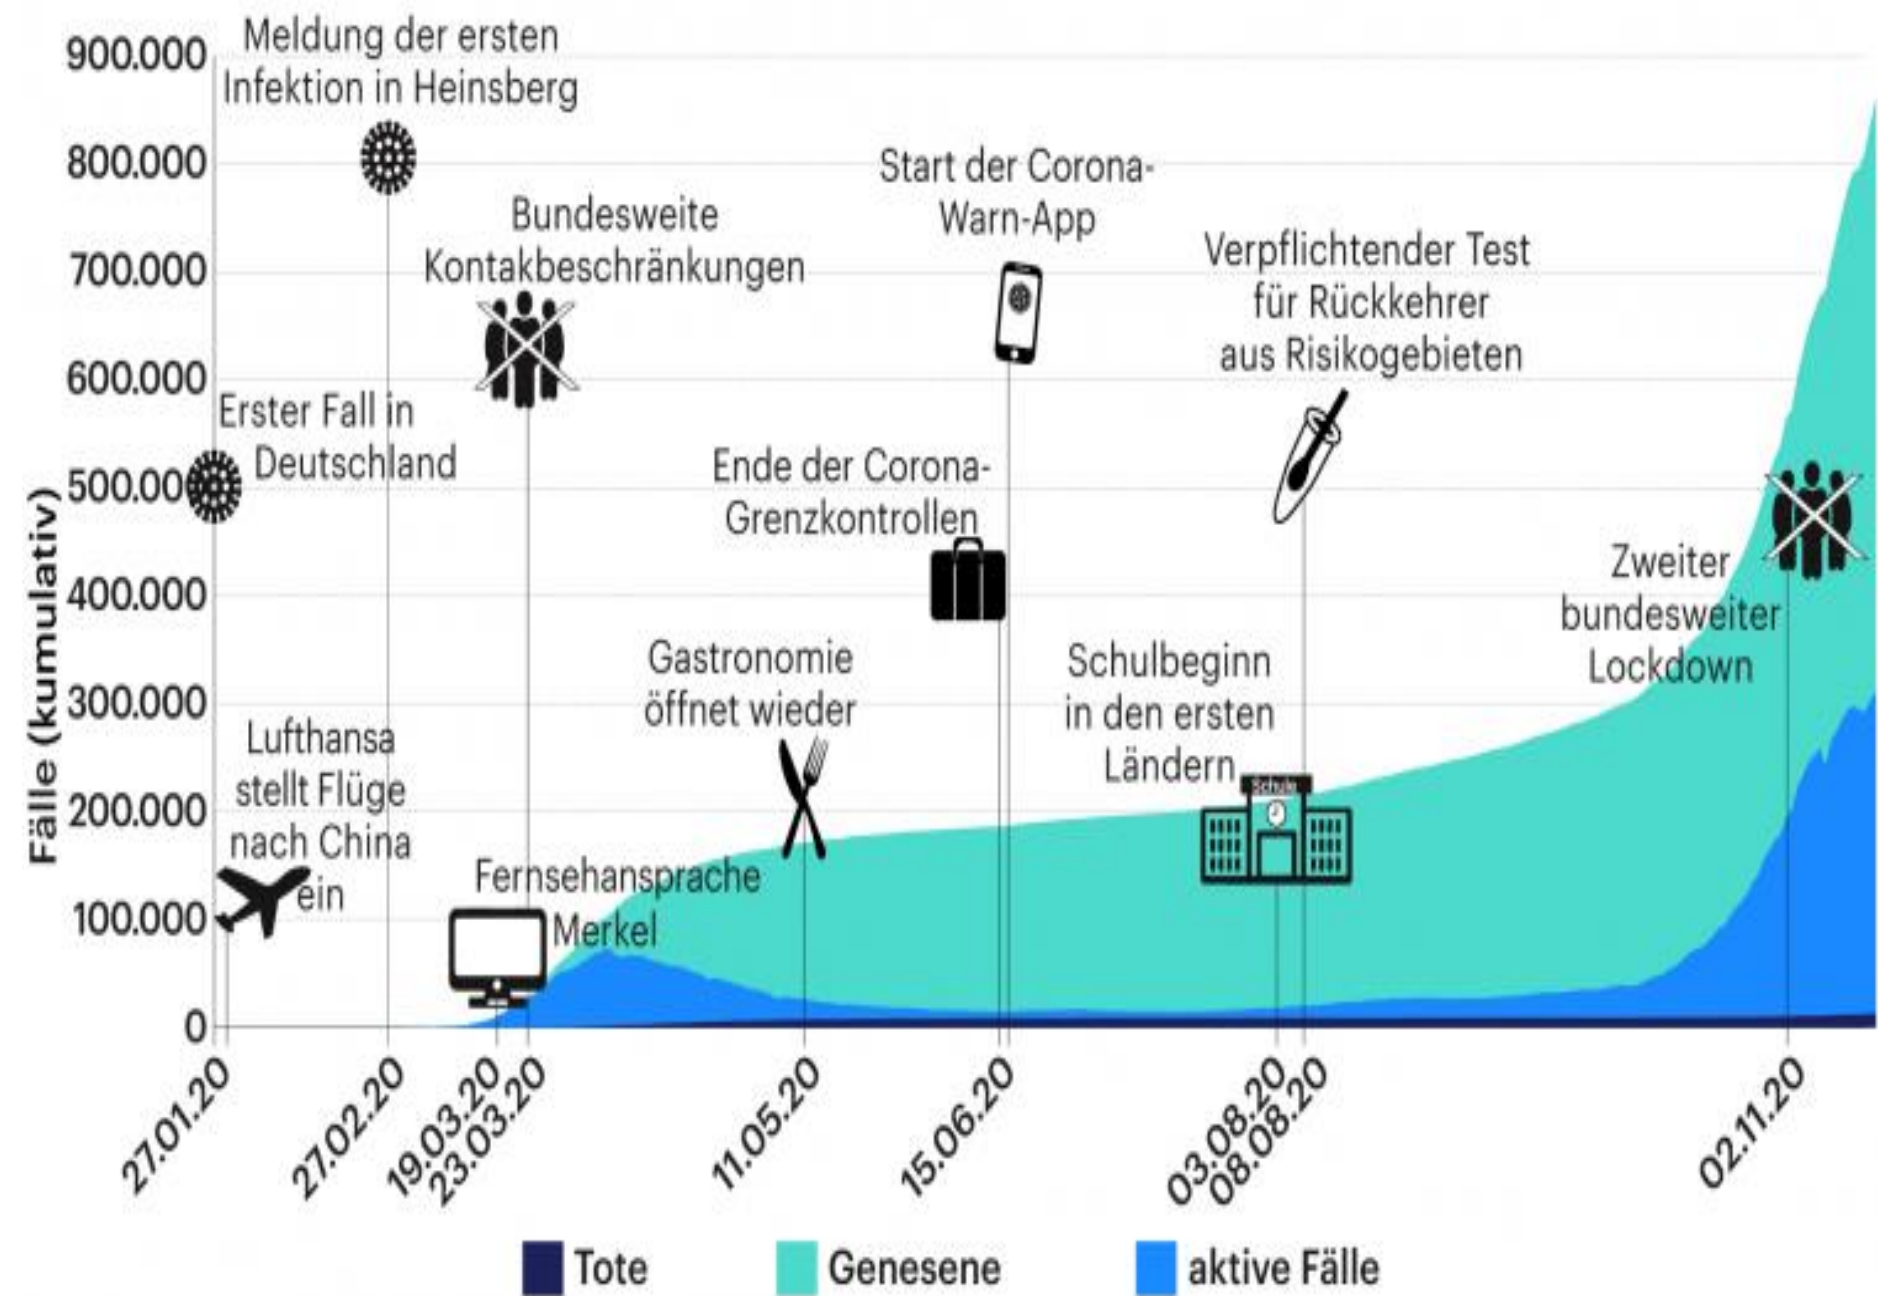 Meldung der ersten
Infektion in Heinsberg
Bundesweite
Kontakbeschränkungen
Start der Corona-
Warn-App
Verpflichtender Test
für Rückkehrer
aus Risikogebieten
Erster Fall in
Deutschland
Ende der Corona-
Grenzkontrollen
Zweiter
bundesweiter
Lockdown
Gastronomie
öffnet wieder
Schulbeginn
in den ersten
Ländern
Schule
Lufthansa
stellt Flüge
nach China
ein
Fernsehansprache
Merkel
Fälle (kumulativ)
900.000
800.000
700.000
600.000
500.000
400.000
300.000
200.000
100.000
0
27.01.20
27.02.20
19.03.20
23.03.20
11.05.20
15.06.20
03.08.20
08.08.20
02.11.20
Tote
Genesene
aktive Fälle